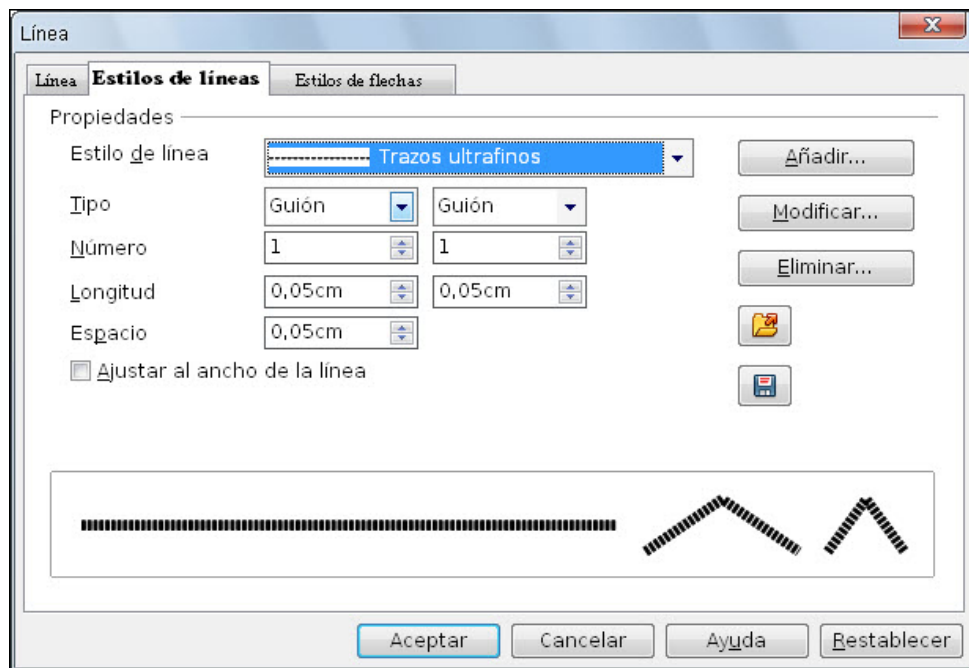 Línea
Línea Estilos de líneas Estilos de flechas
Propiedades
Estilo de línea Trazos ultrafinos Añadir...
Tipo Guión Guión Modificar...
Número 1 1
Eliminar...
Longitud 0,05cm 0,05cm
Espacio 0,05cm
Ajustar al ancho de la línea
Aceptar Cancelar Ayuda Restablecer